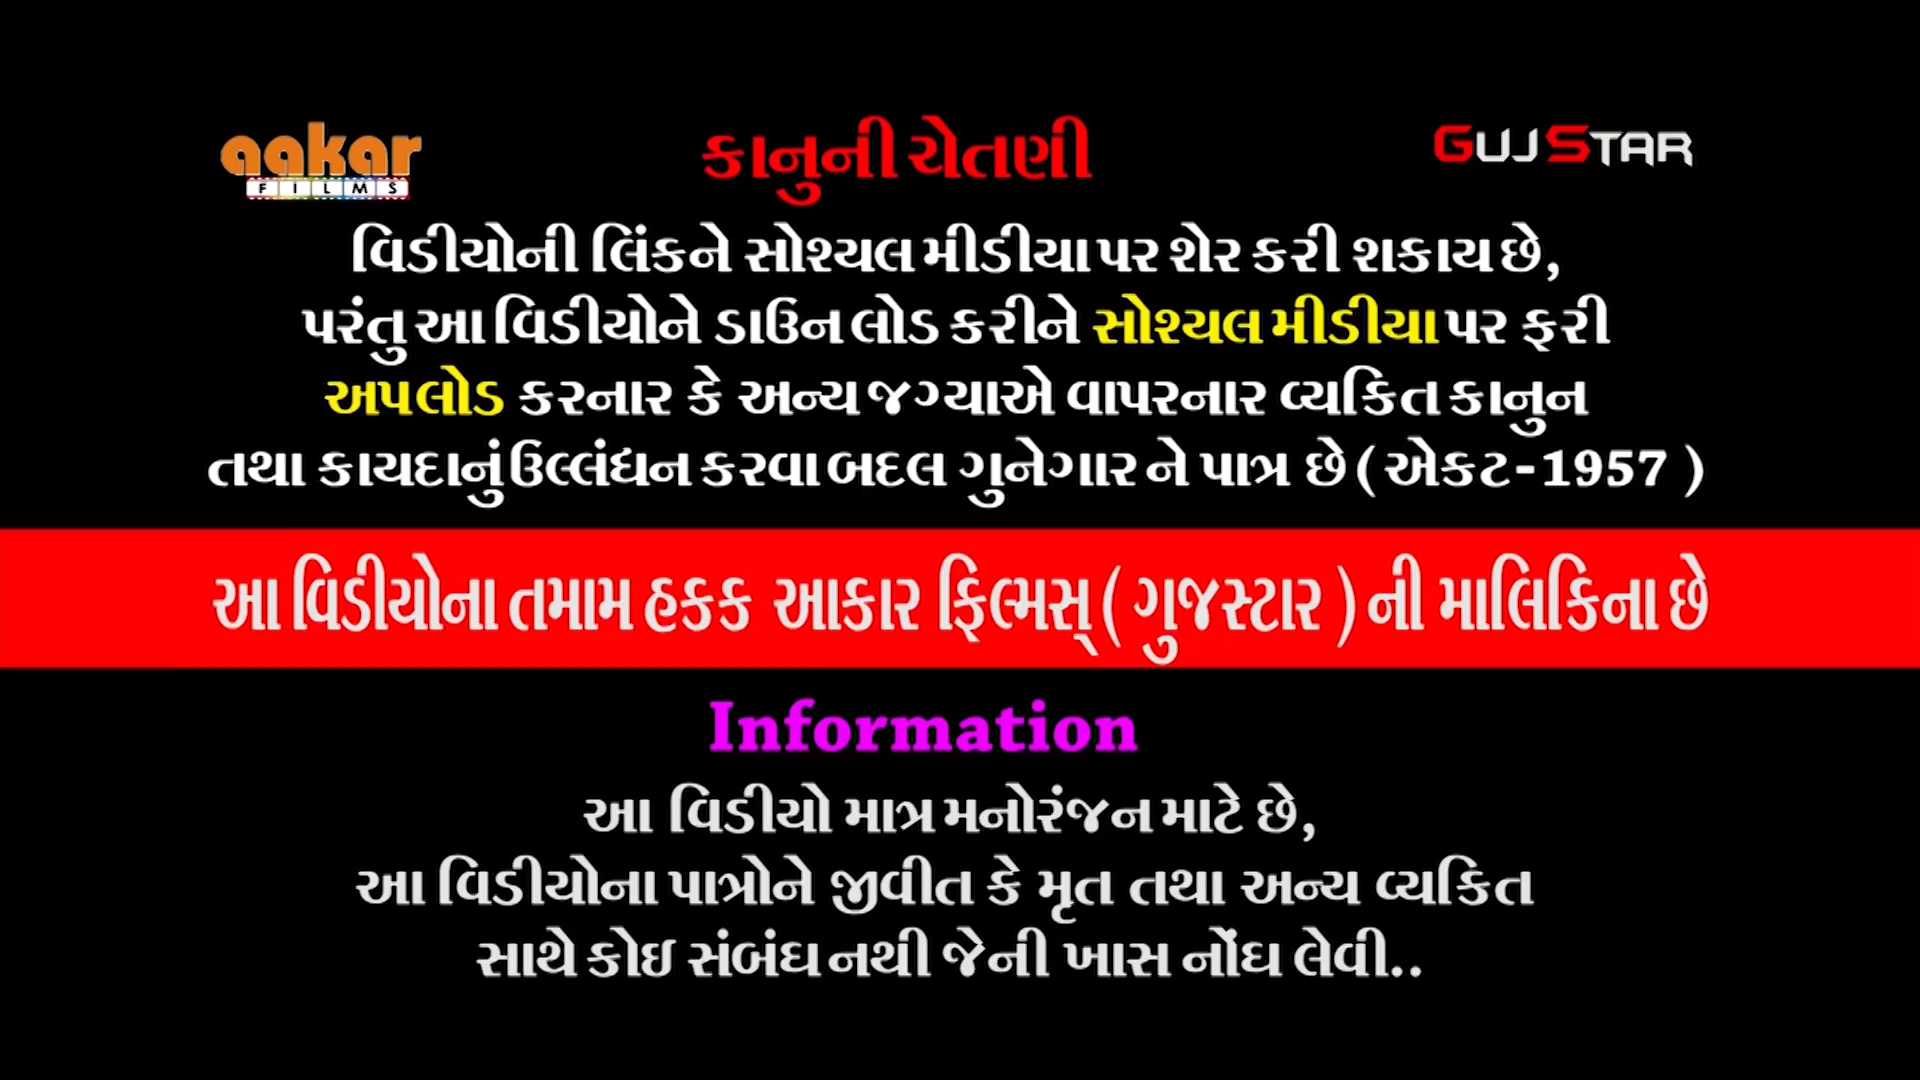 aakar
FILMS
કાનુની ચેતણી
GUJSTAR
વિડીયોની લિંકને સોશ્યલ મીડીયા પર શેર કરી શકાય છે,
પરંતુ આ વિડીયોને ડાઉન લોડ કરીને સોશ્યલ મીડીયા પર ફરી
અપલોડ કરનાર કે અન્ય જગ્યાએ વાપરનાર વ્યકિત કાનુન
તથા કાયદાનું ઉલ્લંઘન કરવા બદલ ગુનેગાર ને પાત્ર છે ( એકટ-1957 )
આ વિડીયોના તમામ હકક આકાર ફિલ્મસ્ ( ગુજસ્ટાર ) ની માલિકિના છે
Information
આ વિડીયો માત્ર મનોરંજન માટે છે,
આ વિડીયોના પાત્રોને જીવીત કે મૃત તથા અન્ય વ્યકિત
સાથે કોઇ સંબંઘ નથી જેની ખાસ નોંઘ લેવી..